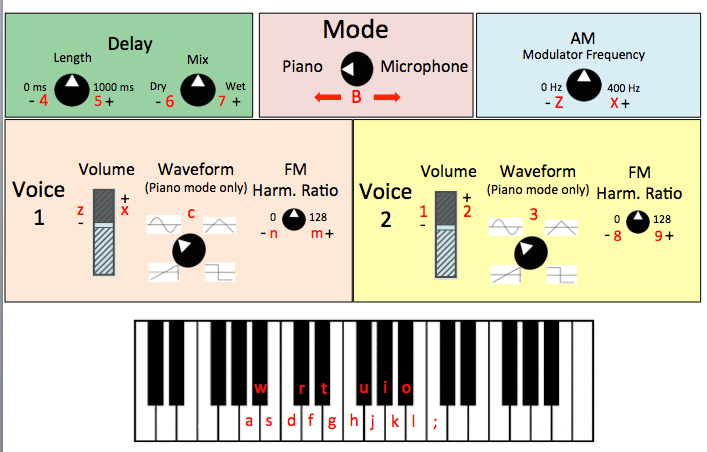 Delay
Length
Mix
0 ms
1000 ms
Dry
Wet
- 4
5 +
- 6
7 +
Mode
Piano
Microphone
B
AM
Modulator Frequency
0 Hz
400 Hz
- Z
X +
Voice
1
Volume
z
x
+
-
Waveform
(Piano mode only)
c
FM
Harm. Ratio
0
128
- n
m +
Voice
2
Volume
1
2
+
-
Waveform
(Piano mode only)
3
FM
Harm. Ratio
0
128
- 8
9 +
w r t u i o
a s d f g h j k l ;